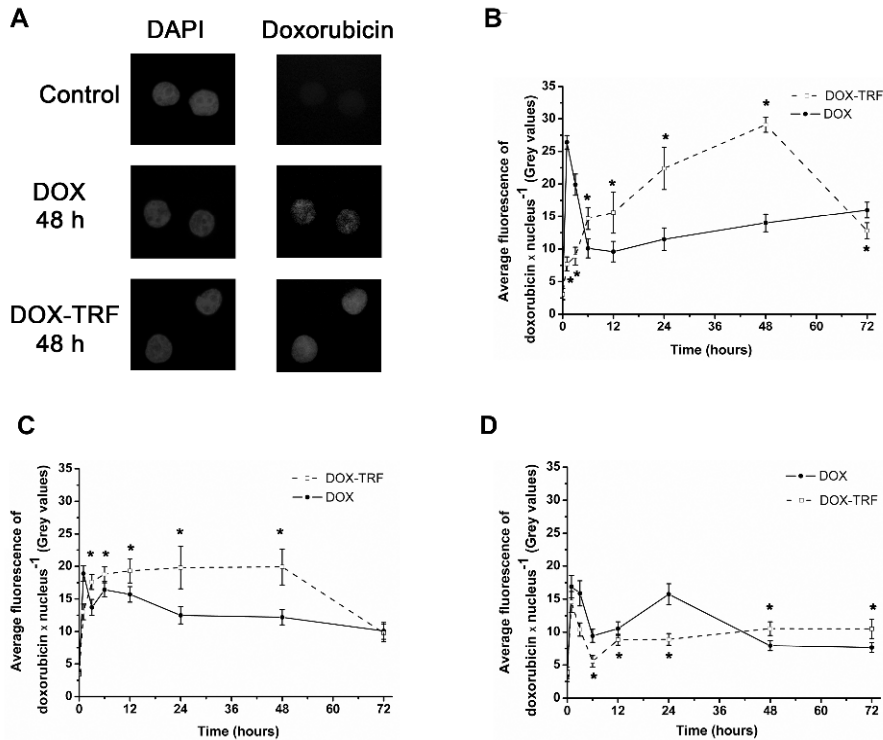 A
DAPI
Doxorubicin
Control
DOX
48 h
DOX-TRF
48 h
B
Average fluorescence of
doxorubicin x nucleus-1 (Grey values)
35
30
25
20
15
10
5
0
0 12 24 36 48 60 72
Time (hours)
DOX-TRF
DOX
* * * * * * *
C
Average fluorescence of
doxorubicin x nucleus-1 (Grey values)
35
30
25
20
15
10
5
0
0 12 24 36 48 60 72
Time (hours)
DOX-TRF
DOX
* * * * *
D
Average fluorescence of
doxorubicin x nucleus-1 (Grey values)
35
30
25
20
15
10
5
0
0 12 24 36 48 60 72
Time (hours)
DOX
DOX-TRF
* * * * *